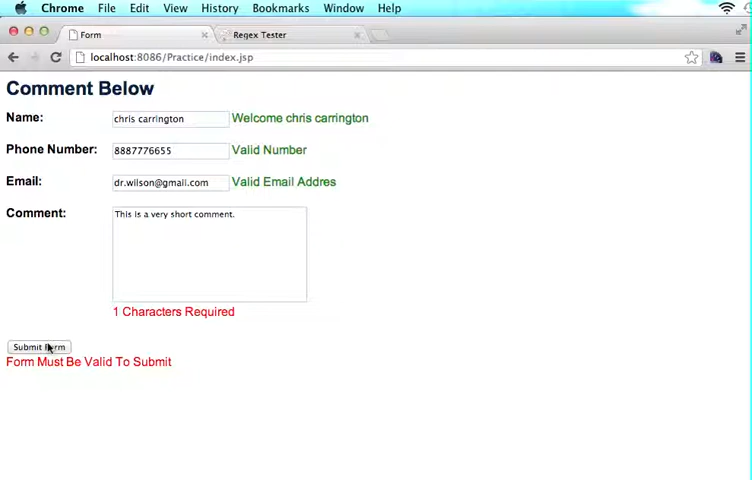 Chrome File Edit View History Bookmarks Window Help
Form Regex Tester
localhost:8086/Practice/index.jsp
Comment Below
Name: chris carrington Welcome chris carrington
Phone Number: 8887776655 Valid Number
Email: dr.wilson@gmail.com Valid Email Addres
Comment: This is a very short comment.
1 Characters Required
Submit Form
Form Must Be Valid To Submit